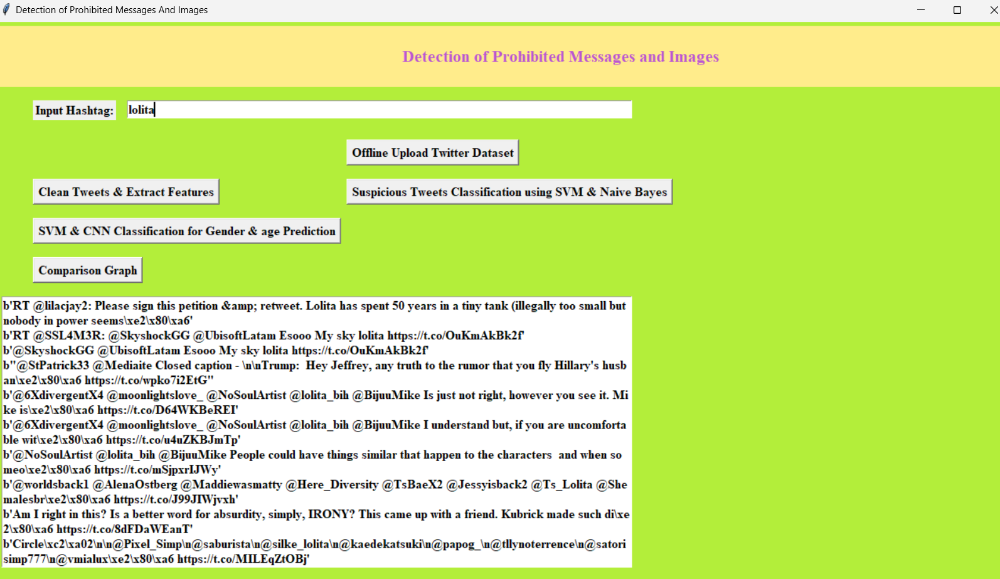 Detection of Prohibited Messages And Images
Detection of Prohibited Messages and Images
Input Hashtag: lolita
Offline Upload Twitter Dataset
Clean Tweets & Extract Features Suspicious Tweets Classification using SVM & Naive Bayes
SVM & CNN Classification for Gender & age Prediction
Comparison Graph
b'RT @lilacjay2: Please sign this petition &amp; retweet. Lolita has spent 50 years in a tiny tank (illegally too small but
nobody in power seems\xe2\x80\xa6'
b'RT @SSL4M3R: @SkyshockGG @UbisoftLatam Esooo My sky lolita https://t.co/OuKmAkBk2f'
b'@SkyshockGG @UbisoftLatam Esooo My sky lolita https://t.co/OuKmAkBk2f'
b"@StPatrick33 @Mediaite Closed caption - \n\nTrump:  Hey Jeffrey, any truth to the rumor that you fly Hillary's husb
an\xe2\x80\xa6 https://t.co/wpko7i2EtG"
b'@6XdivergentX4 @moonlightslove_ @NoSoulArtist @lolita_bih @BijuuMike Is just not right, however you see it. Mi
ke is\xe2\x80\xa6 https://t.co/D64WKBeREI'
b'@6XdivergentX4 @moonlightslove_ @NoSoulArtist @lolita_bih @BijuuMike I understand but, if you are uncomforta
ble wit\xe2\x80\xa6 https://t.co/u4uZKBJmTp'
b'@NoSoulArtist @lolita_bih @BijuuMike People could have things similar that happen to the characters  and when so
meo\xe2\x80\xa6 https://t.co/mSjpxrIJWy'
b'@worldsback1 @AlenaOstberg @Maddiewasmatty @Here_Diversity @TsBaeX2 @Jessyisback2 @Ts_Lolita @She
malesbr\xe2\x80\xa6 https://t.co/J99JIWjvxh'
b'Am I right in this? Is a better word for absurdity, simply, IRONY? This came up with a friend. Kubrick made such di\xe
2\x80\xa6 https://t.co/8dFDaWEanT'
b'Circle\xc2\xa02\n\n@Pixel_Simp\n@saburista\n@silke_lolita\n@kaedekatsuki\n@papog_\n@tllynoterrence\n@satori
simp777\n@vmialux\xe2\x80\xa6 https://t.co/MILEqZtOBj'